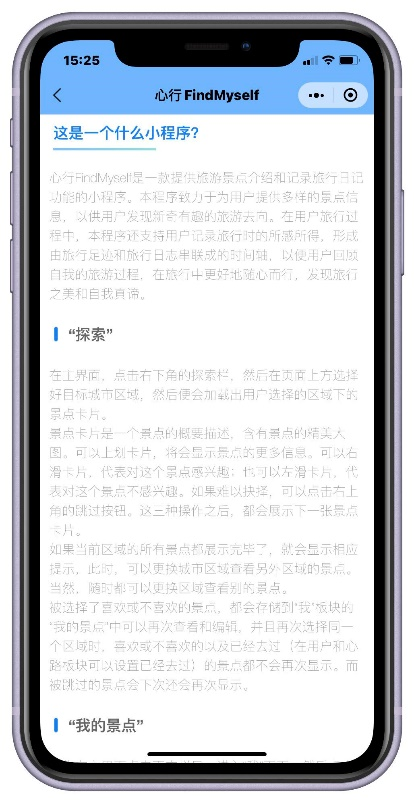 15:25
心行FindMyself
这是一个什么小程序?
心行FindMyself是一款提供旅游景点介绍和记录旅行日记
功能的小程序。本程序致力于为用户提供多样的景点信
息，以供用户发现新奇有趣的旅游去向。在用户旅行过
程中，本程序还支持用户记录旅行时的所感所得，形成
由旅行足迹和旅行日志串联成的时间轴，以便用户回顾
自我的旅游过程，在旅行中更好地随心而行，发现旅行
之美和自我真谛。
“探索”
在主界面，点击右下角的探索栏，然后在页面上方选择
好目标城市区域，然后便会加载出用户选择的区域下的
景点卡片。
景点卡片是一个景点的概要描述，含有景点的精美大
图。可以上划卡片，将会显示景点的更多信息。可以右
滑卡片，代表对这个景点感兴趣；也可以左滑卡片，代
表对这个景点不感兴趣。如果难以抉择，可以点击右上
角的跳过按钮。这三种操作之后，都会展示下一张景点
卡片。
如果当前区域的所有景点都展示完毕了，就会显示相应
提示，此时，可以更换城市区域查看另外区域的景点。
当然，随时都可以更换区域查看别的景点。
被选择了喜欢或不喜欢的景点，都会存储到“我”板块的
“我的景点”中可以再次查看和编辑，并且再次选择同一
个区域时，喜欢或不喜欢的以及已经去过（在用户和心
路板块可以设置已经去过）的景点都不会再次显示。而
被跳过的景点会下次还会再次显示。
“我的景点”